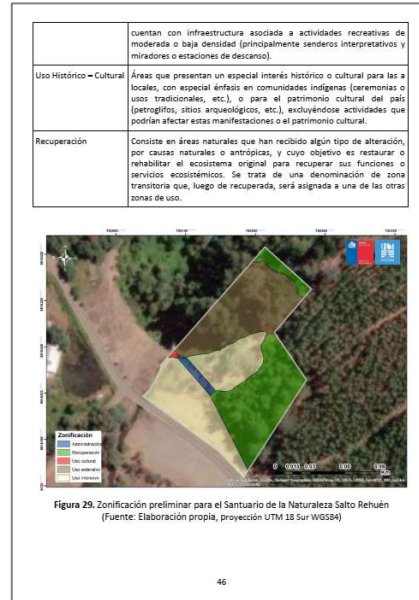 cuentan con infraestructura asociada a actividades recreativas de
moderada o baja densidad (principalmente senderos interpretativos y
miradores o estaciones de descanso).
Uso Histórico – Cultural
Áreas que presentan un especial interés histórico o cultural para las a
locales, con especial énfasis en comunidades indígenas (ceremonias o
usos tradicionales, etc.), o para el patrimonio cultural del país
(petroglifos, sitios arqueológicos, etc.), excluyéndose actividades que
podrían afectar estas manifestaciones o el patrimonio cultural.
Recuperación
Consiste en áreas naturales que han recibido algún tipo de alteración,
por causas naturales o antrópicas, y cuyo objetivo es restaurar o
rehabilitar el ecosistema original para recuperar sus funciones o
servicios ecosistémicos. Se trata de una denominación de zona
transitoria que, luego de recuperada, será asignada a una de las otras
zonas de uso.
Zonificación
Administración
Recuperación
Uso cultural
Uso extensivo
Uso intensivo
Figura 29. Zonificación preliminar para el Santuario de la Naturaleza Salto Rehuén
(Fuente: Elaboración propia, proyección UTM 18 Sur WGS84)
46